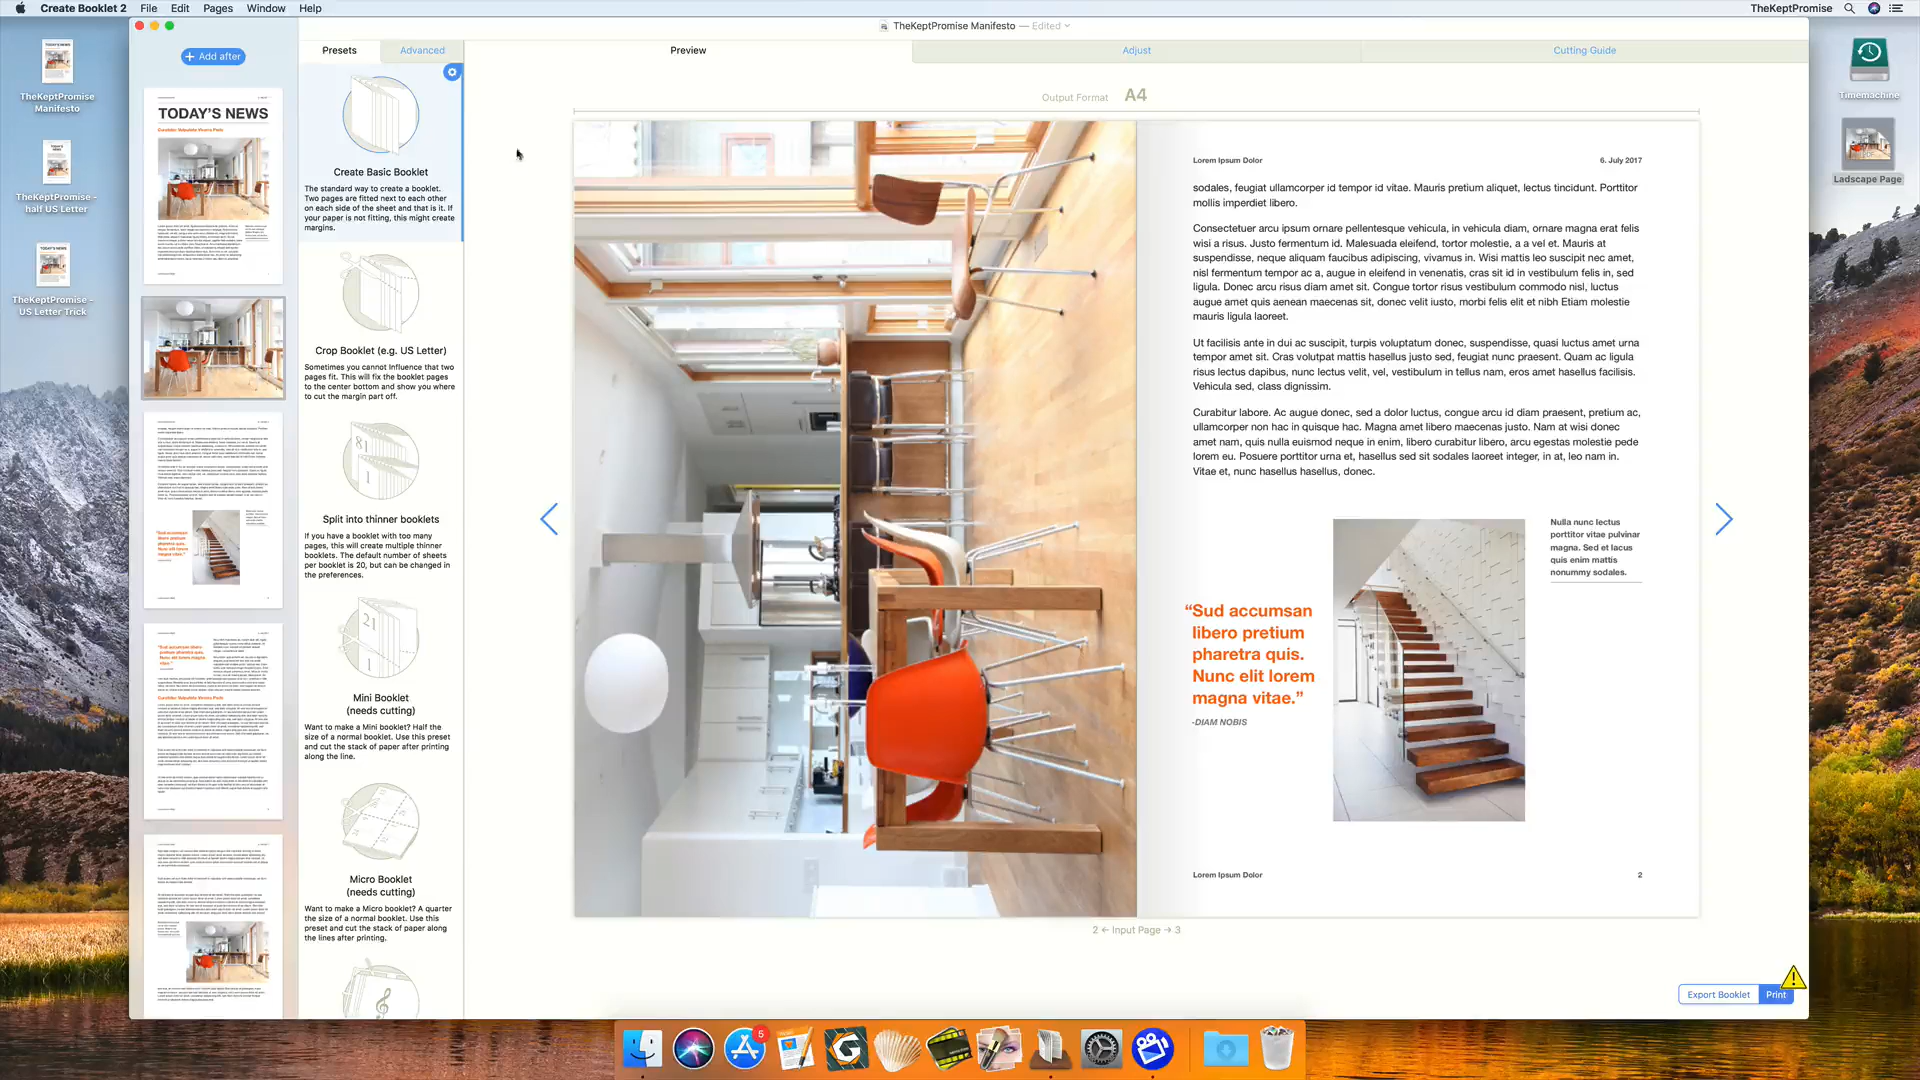 Create Booklet 2 File Edit Pages Window Help TheKeptPromise
TheKeptPromise Manifesto — Edited
Add after
Presets Advanced Preview Adjust Cutting Guide
TheKeptPromise
Manifesto
TheKeptPromise -
half US Letter
TheKeptPromise -
US Letter Trick
Timemachine
Ladscape Page
TODAY'S NEWS
Create Basic Booklet
The standard way to create a booklet.
Two pages are fitted next to each other
on each side of the sheet and that is it. If
your paper is not fitting, this might create
margins.
Crop Booklet (e.g. US Letter)
Sometimes you cannot Influence that two
pages fit. This will fix the booklet pages
to the center bottom and show you where
to cut the margin part off.
81
1
Split into thinner booklets
If you have a booklet with too many
pages, this will create multiple thinner
booklets. The default number of sheets
per booklet is 20, but can be changed in
the preferences.
21
1
Mini Booklet
(needs cutting)
Want to make a Mini booklet? Half the
size of a normal booklet. Use this preset
and cut the stack of paper after printing
along the line.
Micro Booklet
(needs cutting)
Want to make a Micro booklet? A quarter
the size of a normal booklet. Use this
preset and cut the stack of paper along
the lines after printing.
Output Format A4
Lorem Ipsum Dolor 6. July 2017
sodales, feugiat ullamcorper id tempor id vitae. Mauris pretium aliquet, lectus tincidunt. Porttitor
mollis imperdiet libero.
Consectetuer arcu ipsum ornare pellentesque vehicula, in vehicula diam, ornare magna erat felis
wisi a risus. Justo fermentum id. Malesuada eleifend, tortor molestie, a a vel et. Mauris at
suspendisse, neque aliquam faucibus adipiscing, vivamus in. Wisi mattis leo suscipit nec amet,
nisl fermentum tempor ac a, augue in eleifend in venenatis, cras sit id in vestibulum felis in, sed
ligula. Donec arcu risus diam amet sit. Congue tortor risus vestibulum commodo nisl, luctus
augue amet quis aenean maecenas sit, donec velit iusto, morbi felis elit et nibh Etiam molestie
mauris ligula laoreet.
Ut facilisis ante in dui ac suscipit, turpis voluptatum donec, suspendisse, quasi luctus amet urna
tempor amet sit. Cras volutpat mattis hasellus justo sed, feugiat nunc praesent. Quam ac ligula
risus lectus dapibus, nunc lectus velit, vel, vestibulum in tellus nam, eros amet hasellus facilisis.
Vehicula sed, class dignissim.
Curabitur labore. Ac augue donec, sed a dolor luctus, congue arcu id diam praesent, pretium ac,
ullamcorper non hac in quisque hac. Magna amet libero maecenas justo. Nam at wisi donec
amet nam, quis nulla euismod neque in enim, libero curabitur libero, arcu egestas molestie pede
lorem eu. Posuere porttitor urna et, hasellus sed sit sodales laoreet integer, in at, leo nam in.
Vitae et, nunc hasellus hasellus, donec.
Nulla nunc lectus
porttitor vitae pulvinar
magna. Sed et lacus
quis enim mattis
nonummy sodales.
“Sud accumsan
libero pretium
pharetra quis.
Nunc elit lorem
magna vitae.”
-DIAM NOBIS
Lorem Ipsum Dolor 2
2 ← Input Page → 3
Export Booklet Print
5